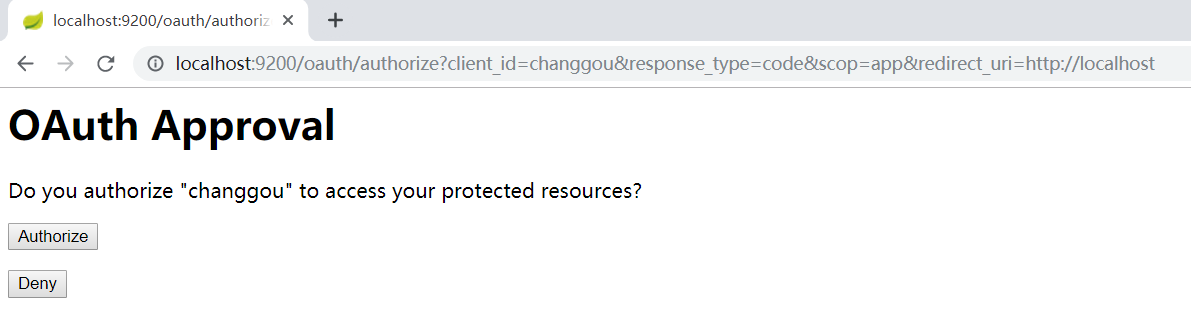 localhost:9200/oauth/authoriz
localhost:9200/oauth/authorize?client_id=changgou&response_type=code&scop=app&redirect_uri=http://localhost
OAuth Approval
Do you authorize "changgou" to access your protected resources?
Authorize
Deny